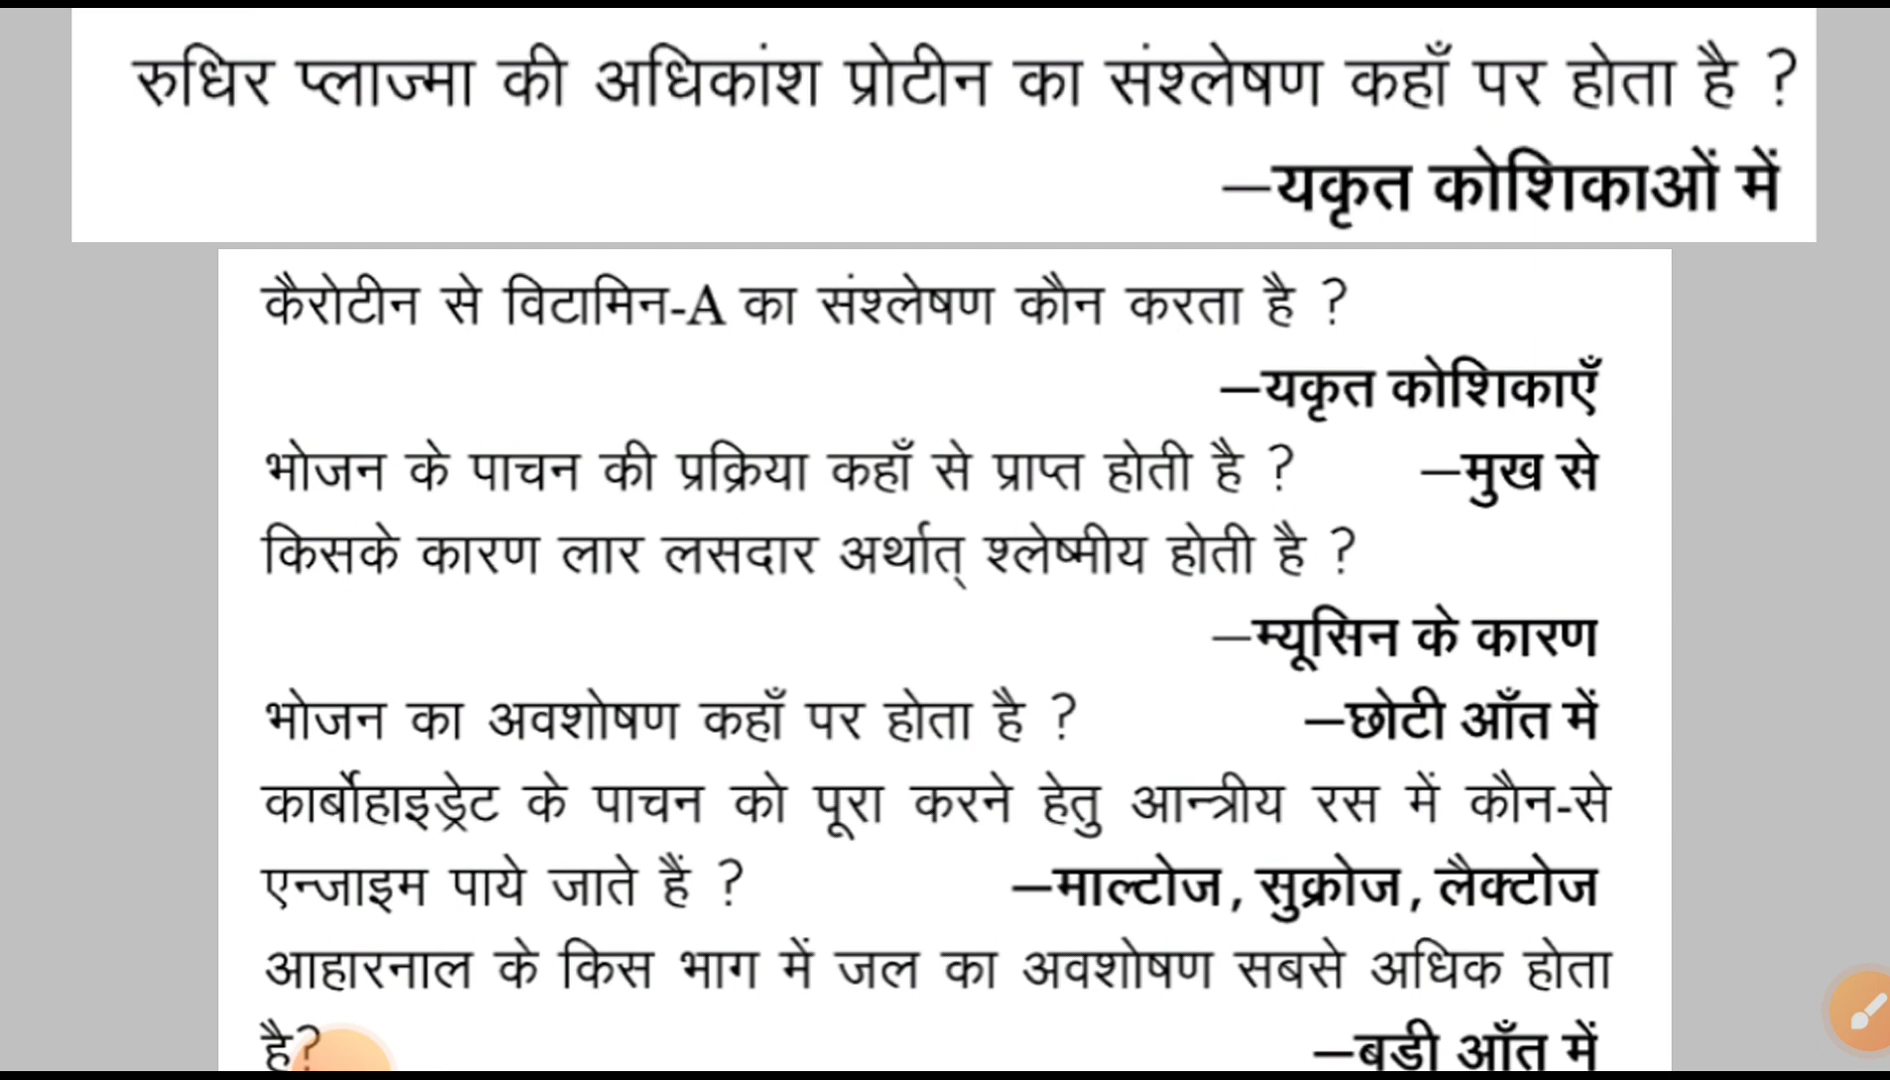 रुधिर प्लाज्मा की अधिकांश प्रोटीन का संश्लेषण कहाँ पर होता है ?
—यकृत कोशिकाओं में
कैरोटीन से विटामिन-A का संश्लेषण कौन करता है ?
—यकृत कोशिकाएँ
भोजन के पाचन की प्रक्रिया कहाँ से प्राप्त होती है ? —मुख से
किसके कारण लार लसदार अर्थात् श्लेष्मीय होती है ?
—म्यूसिन के कारण
भोजन का अवशोषण कहाँ पर होता है ? —छोटी आँत में
कार्बोहाइड्रेट के पाचन को पूरा करने हेतु आन्त्रीय रस में कौन-से
एन्जाइम पाये जाते हैं ? —माल्टोज, सुक्रोज, लैक्टोज
आहारनाल के किस भाग में जल का अवशोषण सबसे अधिक होता
है? —बडी आँत में